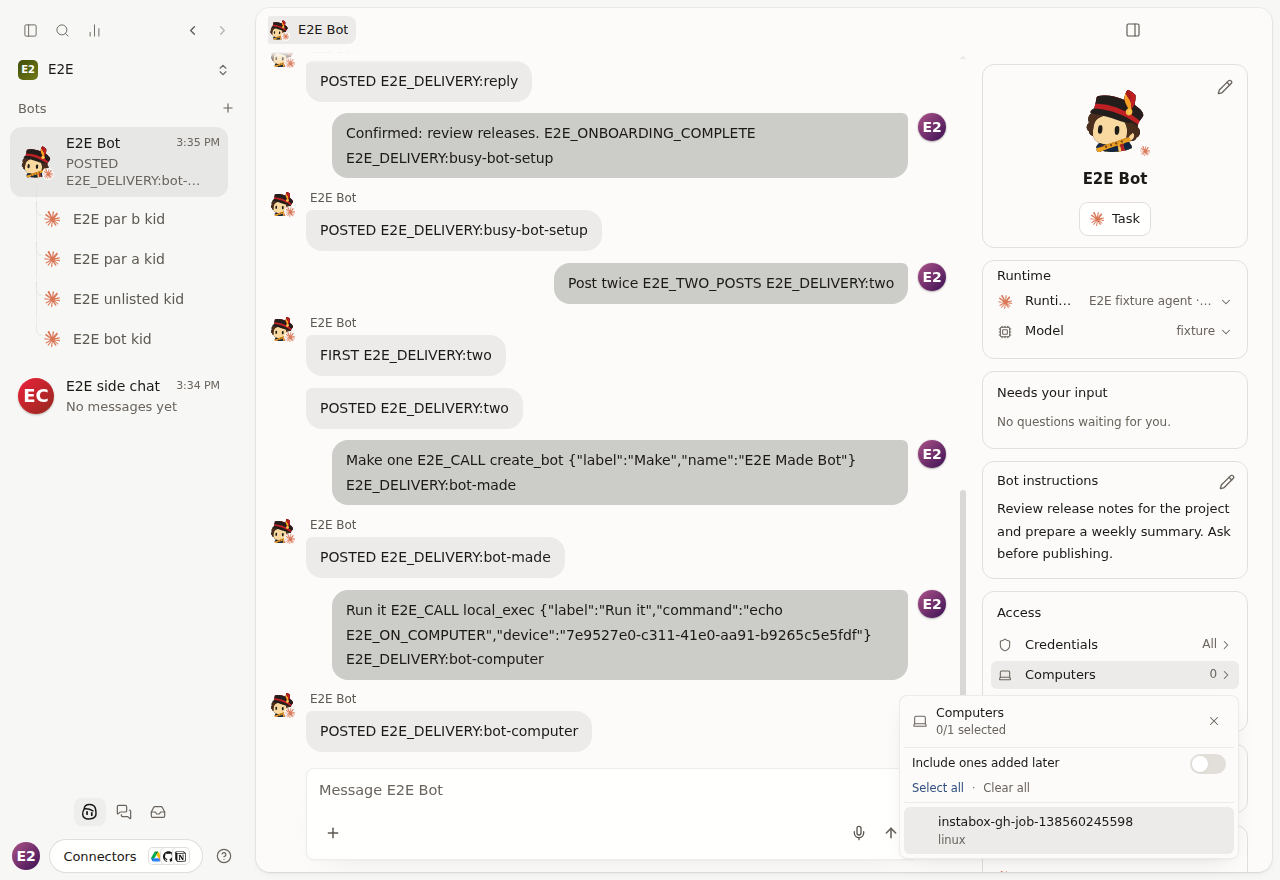 E2 E2E
Bots
E2E Bot 3:35 PM
POSTED
E2E_DELIVERY:bot-...
E2E par b kid
E2E par a kid
E2E unlisted kid
E2E bot kid
EC E2E side chat 3:34 PM
No messages yet
E2 Connectors
E2E Bot
POSTED E2E_DELIVERY:reply
Confirmed: review releases. E2E_ONBOARDING_COMPLETE
E2E_DELIVERY:busy-bot-setup
E2
E2E Bot
POSTED E2E_DELIVERY:busy-bot-setup
Post twice E2E_TWO_POSTS E2E_DELIVERY:two
E2
E2E Bot
FIRST E2E_DELIVERY:two
POSTED E2E_DELIVERY:two
Make one E2E_CALL create_bot {"label":"Make","name":"E2E Made Bot"}
E2E_DELIVERY:bot-made
E2
E2E Bot
POSTED E2E_DELIVERY:bot-made
Run it E2E_CALL local_exec {"label":"Run it","command":"echo
E2E_ON_COMPUTER","device":"7e9527e0-c311-41e0-aa91-b9265c5e5fdf"}
E2E_DELIVERY:bot-computer
E2
E2E Bot
POSTED E2E_DELIVERY:bot-computer
Message E2E Bot
E2E Bot
Task
Runtime
Runti... E2E fixture agent ·...
Model fixture
Needs your input
No questions waiting for you.
Bot instructions
Review release notes for the project
and prepare a weekly summary. Ask
before publishing.
Access
Credentials All
Computers 0
Computers
0/1 selected
Include ones added later
Select all · Clear all
instabox-gh-job-138560245598
linux